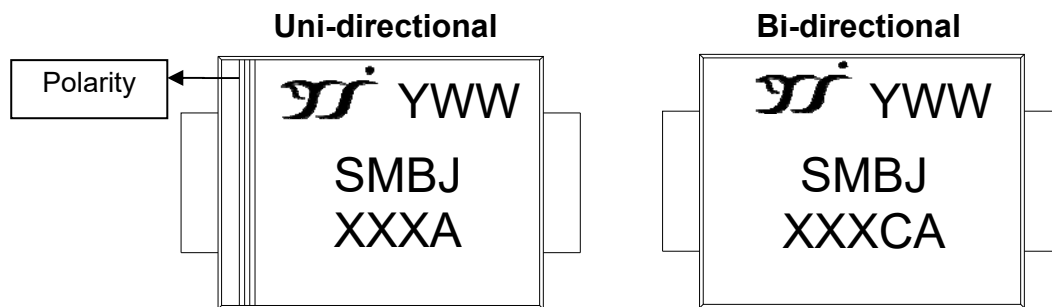 Uni-directional
Bi-directional
Polarity
YWW
SMBJ
XXXA
YWW
SMBJ
XXXCA